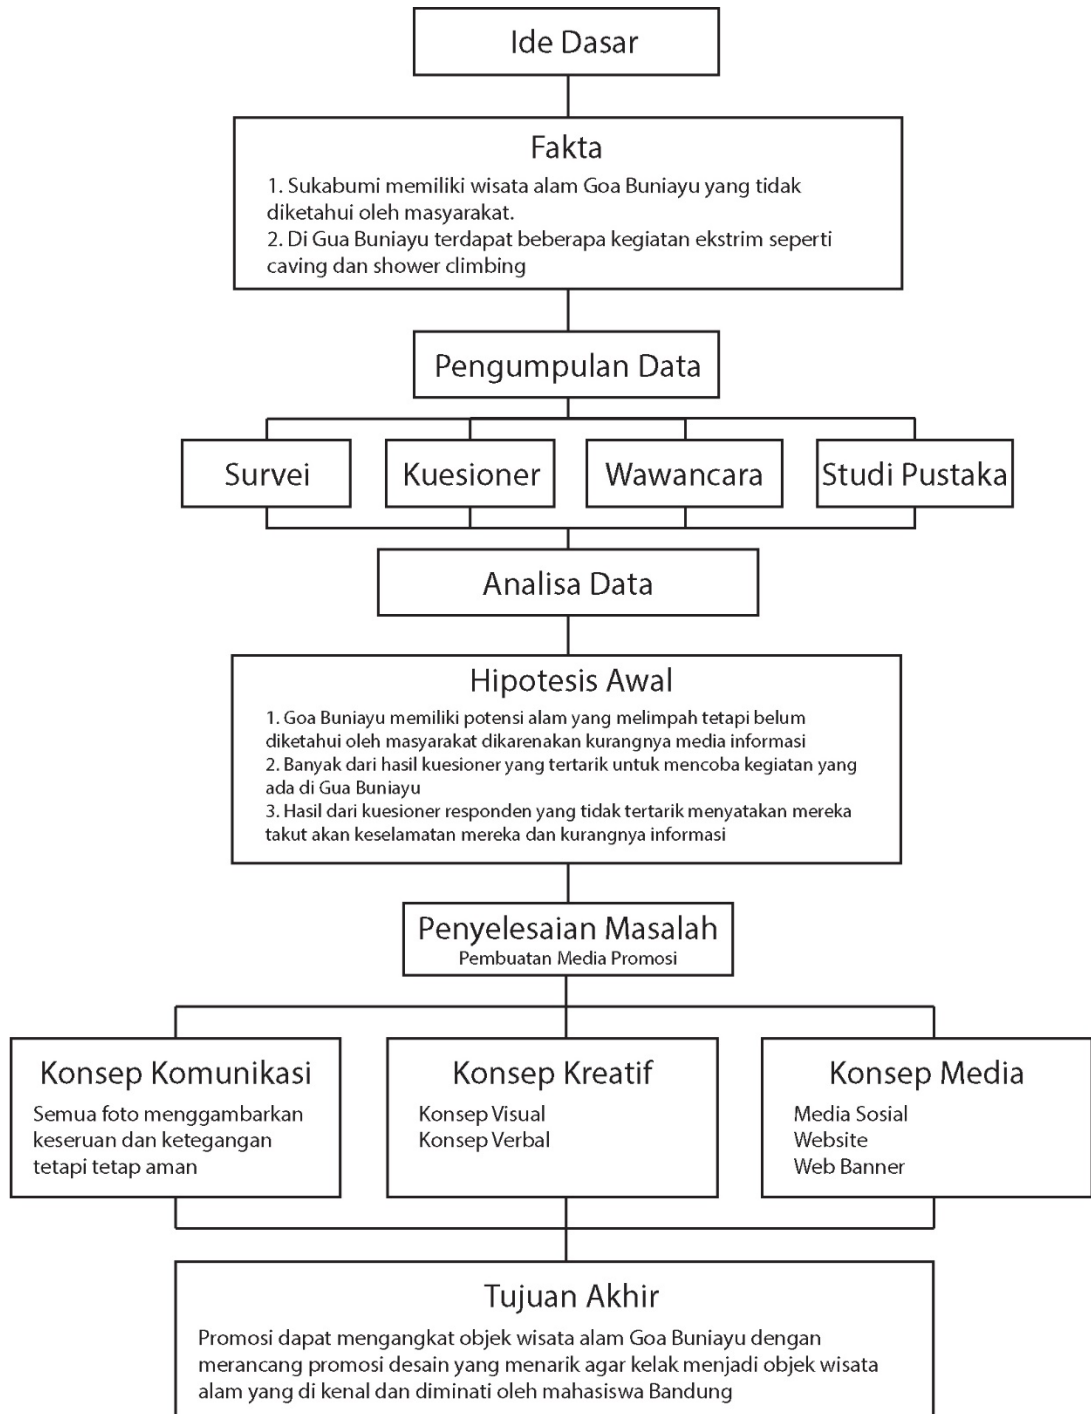 Ide Dasar
Fakta
1. Sukabumi memiliki wisata alam Goa Buniayu yang tidak
diketahui oleh masyarakat.
2. Di Gua Buniayu terdapat beberapa kegiatan ekstrim seperti
caving dan shower climbing
Pengumpulan Data
Survei
Kuesioner
Wawancara
Studi Pustaka
Analisa Data
Hipotesis Awal
1. Goa Buniayu memiliki potensi alam yang melimpah tetapi belum
diketahui oleh masyarakat dikarenakan kurangnya media informasi
2. Banyak dari hasil kuesioner yang tertarik untuk mencoba kegiatan yang
ada di Gua Buniayu
3. Hasil dari kuesioner responden yang tidak tertarik menyatakan mereka
takut akan keselamatan mereka dan kurangnya informasi
Penyelesaian Masalah
Pembuatan Media Promosi
Konsep Komunikasi
Semua foto menggambarkan
keseruan dan ketegangan
tetapi tetap aman
Konsep Kreatif
Konsep Visual
Konsep Verbal
Konsep Media
Media Sosial
Website
Web Banner
Tujuan Akhir
Promosi dapat mengangkat objek wisata alam Goa Buniayu dengan
merancang promosi desain yang menarik agar kelak menjadi objek wisata
alam yang di kenal dan diminati oleh mahasiswa Bandung